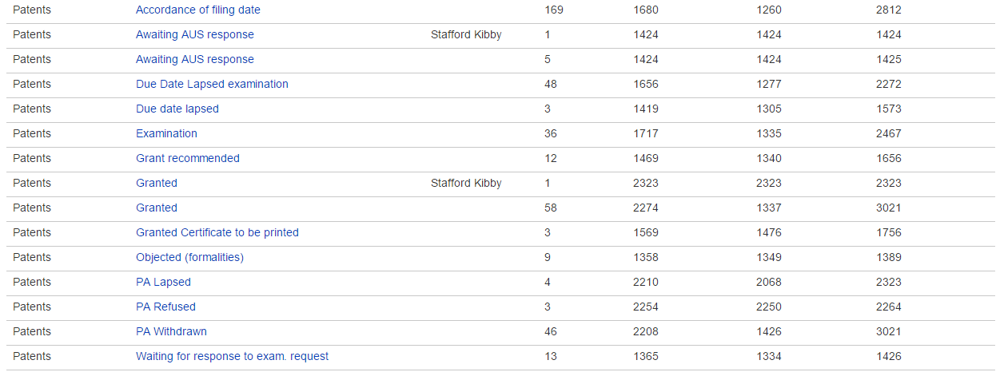 Patents Accordance of filing date 169 1680 1260 2812
Patents Awaiting AUS response Stafford Kibby 1 1424 1424 1424
Patents Awaiting AUS response 5 1424 1424 1425
Patents Due Date Lapsed examination 48 1656 1277 2272
Patents Due date lapsed 3 1419 1305 1573
Patents Examination 36 1717 1335 2467
Patents Grant recommended 12 1469 1340 1656
Patents Granted Stafford Kibby 1 2323 2323 2323
Patents Granted 58 2274 1337 3021
Patents Granted Certificate to be printed 3 1569 1476 1756
Patents Objected (formalities) 9 1358 1349 1389
Patents PA Lapsed 4 2210 2068 2323
Patents PA Refused 3 2254 2250 2264
Patents PA Withdrawn 46 2208 1426 3021
Patents Waiting for response to exam. request 13 1365 1334 1426